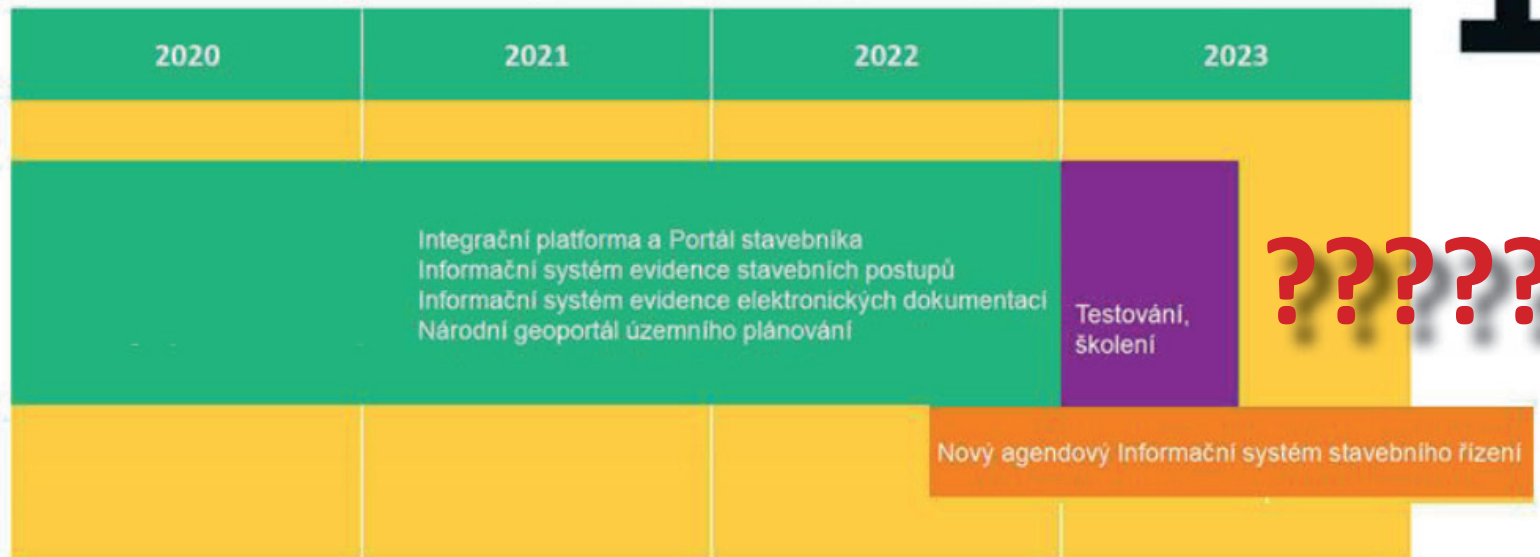 2020 2021 2022 2023
Integrační platforma a Portál stavebníka
Informační systém evidence stavebních postupů
Informační systém evidence elektronických dokumentací
Národní geoportál územního plánování
Testování,
školení
?????
Nový agendový Informační systém stavebního řízení